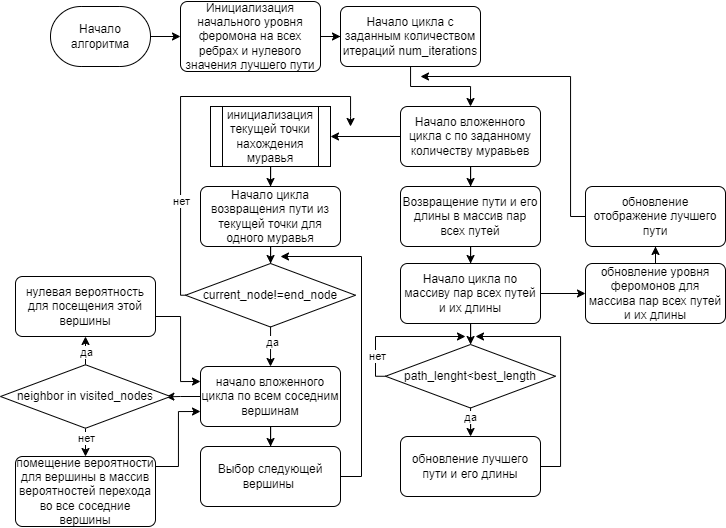 Начало
алгоритма
Инициализация
начального уровня
феромона на всех
ребрах и нулевого
значения лучшего пути
Начало цикла с
заданным количеством
итераций num_iterations
инициализация
текущей точки
нахождения
муравья
Начало вложенного
цикла с по заданному
количеству муравьев
нет
Начало цикла
возвращения пути из
текущей точки для
одного муравья
Возвращение пути и его
длины в массив пар
всех путей
обновление
отображение лучшего
пути
current_node!=end_node
Начало цикла по
массиву пар всех путей
и их длины
обновление уровня
феромонов для
массива пар всех путей
и их длины
нулевая вероятность
для посещения этой
вершины
да
да
нет
path_lenght<best_length
neighbor in visited_nodes
начало вложенного
цикла по всем соседним
вершинам
да
нет
помещение вероятности
для вершины в массив
вероятностей перехода
во все соседние
вершины
Выбор следующей
вершины
обновление лучшего
пути и его длины